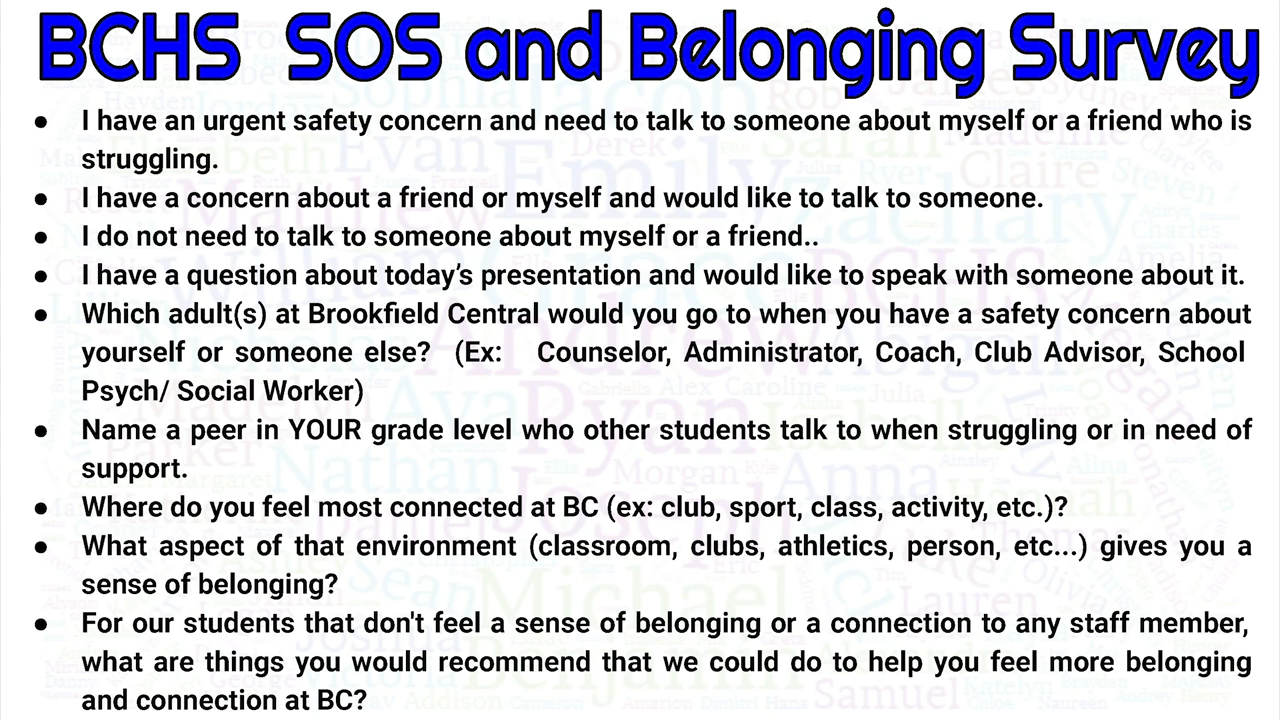 BCHS SOS and Belonging Survey
● I have an urgent safety concern and need to talk to someone about myself or a friend who is
struggling.
● I have a concern about a friend or myself and would like to talk to someone.
● I do not need to talk to someone about myself or a friend..
● I have a question about today's presentation and would like to speak with someone about it.
● Which adult(s) at Brookfield Central would you go to when you have a safety concern about
yourself or someone else? (Ex: Counselor, Administrator, Coach, Club Advisor, School
Psych/ Social Worker)
● Name a peer in YOUR grade level who other students talk to when struggling or in need of
support.
● Where do you feel most connected at BC (ex: club, sport, class, activity, etc.)?
● What aspect of that environment (classroom, clubs, athletics, person, etc...) gives you a
sense of belonging?
● For our students that don't feel a sense of belonging or a connection to any staff member,
what are things you would recommend that we could do to help you feel more belonging
and connection at BC?